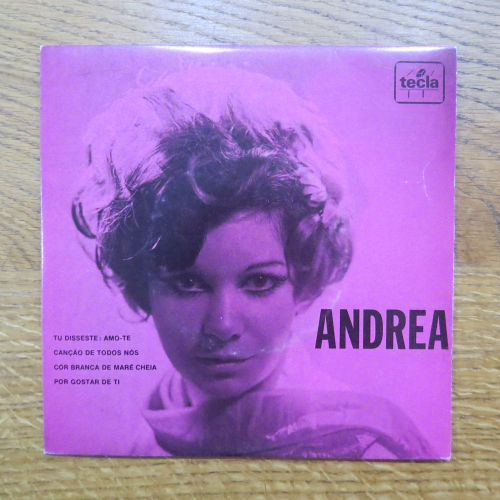 tecla
ANDREA
TU DISSESTE: AMO-TE
CANÇÃO DE TODOS NÓS
COR BRANCA DE MARÉ CHEIA
POR GOSTAR DE TI